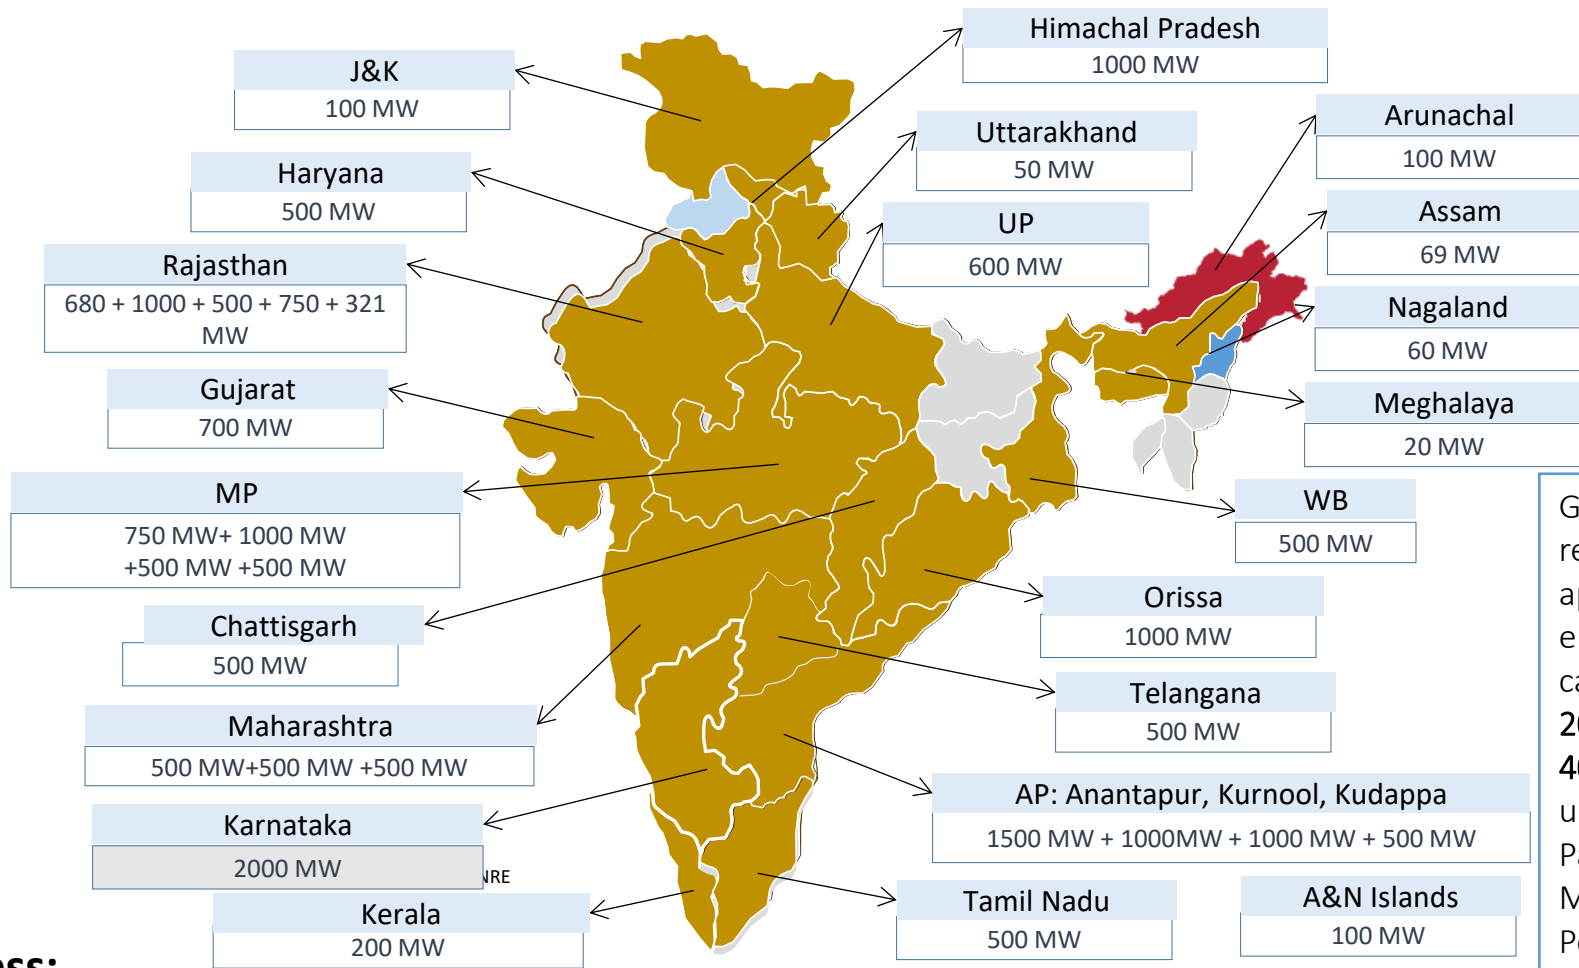 Himachal Pradesh
1000 MW
J&K
100 MW
Uttarakhand
50 MW
Arunachal
100 MW
Haryana
500 MW
UP
600 MW
Assam
69 MW
Rajasthan
680 + 1000 + 500 + 750 + 321
MW
Nagaland
60 MW
Gujarat
700 MW
Meghalaya
20 MW
MP
750 MW+ 1000 MW
+500 MW +500 MW
WB
500 MW
Chattisgarh
500 MW
Orissa
1000 MW
Telangana
500 MW
Maharashtra
500 MW+500 MW +500 MW
AP: Anantapur, Kurnool, Kudappa
1500 MW + 1000MW + 1000 MW + 500 MW
Karnataka
2000 MW
Kerala
200 MW
Tamil Nadu
500 MW
A&N Islands
100 MW